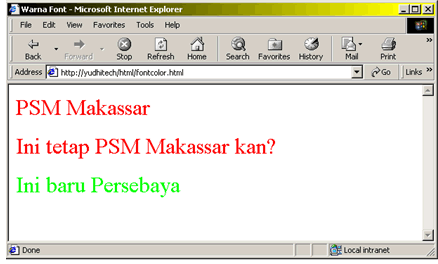 Warna Font - Microsoft Internet Explorer
File Edit View Favorites Tools Help
Back Forward Stop Refresh Home Search Favorites History Mail Print
Address http://yudhitech/html/fontcolor.html Go Links »
PSM Makassar
Ini tetap PSM Makassar kan?
Ini baru Persebaya
Done Local intranet